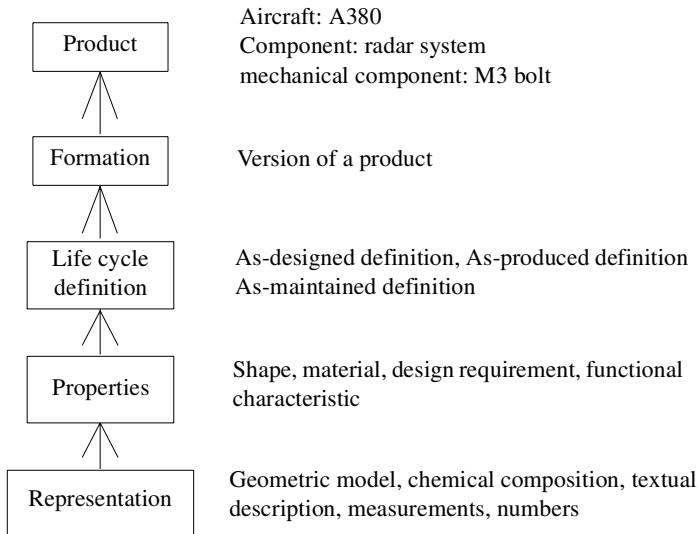 Product
Aircraft: A380
Component: radar system
mechanical component: M3 bolt
Formation
Version of a product
Life cycle
definition
As-designed definition, As-produced definition
As-maintained definition
Properties
Shape, material, design requirement, functional
characteristic
Representation
Geometric model, chemical composition, textual
description, measurements, numbers